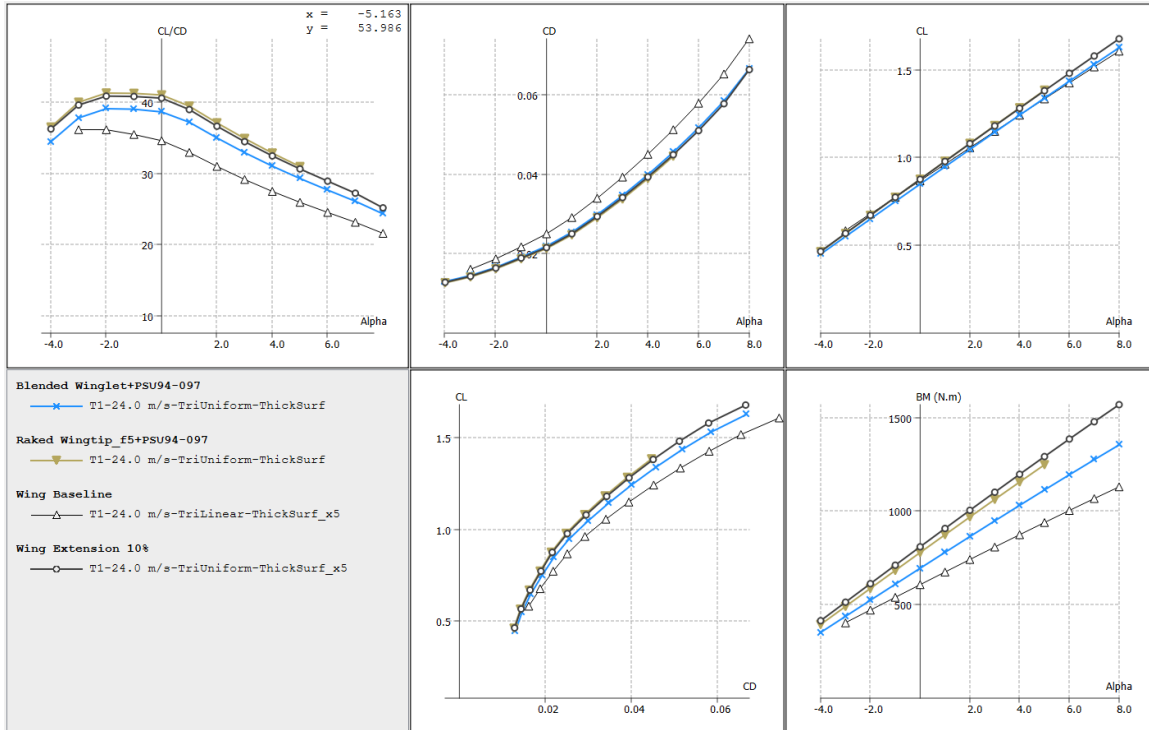 x = -5.163
y = 53.986
CL/CD
40
30
20
10
-4.0 -2.0 2.0 4.0 6.0
Alpha
CD
0.06
0.04
-4.0 -2.0 2.0 4.0 6.0 8.0
Alpha
CL
1.5
1.0
0.5
-4.0 -2.0 2.0 4.0 6.0 8.0
Alpha
Blended Winglet+PSU94-097
T1-24.0 m/s-TriUniform-ThickSurf
Raked Wingtip_f5+PSU94-097
T1-24.0 m/s-TriUniform-ThickSurf
Wing Baseline
T1-24.0 m/s-TriLinear-ThickSurf_x5
Wing Extension 10%
T1-24.0 m/s-TriUniform-ThickSurf_x5
CL
1.5
1.0
0.5
0.02 0.04 0.06
CD
BM (N.m)
1500
1000
500
-4.0 -2.0 2.0 4.0 6.0 8.0
Alpha